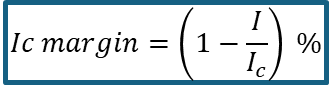 Ic margin = (1 − I/I_c) %